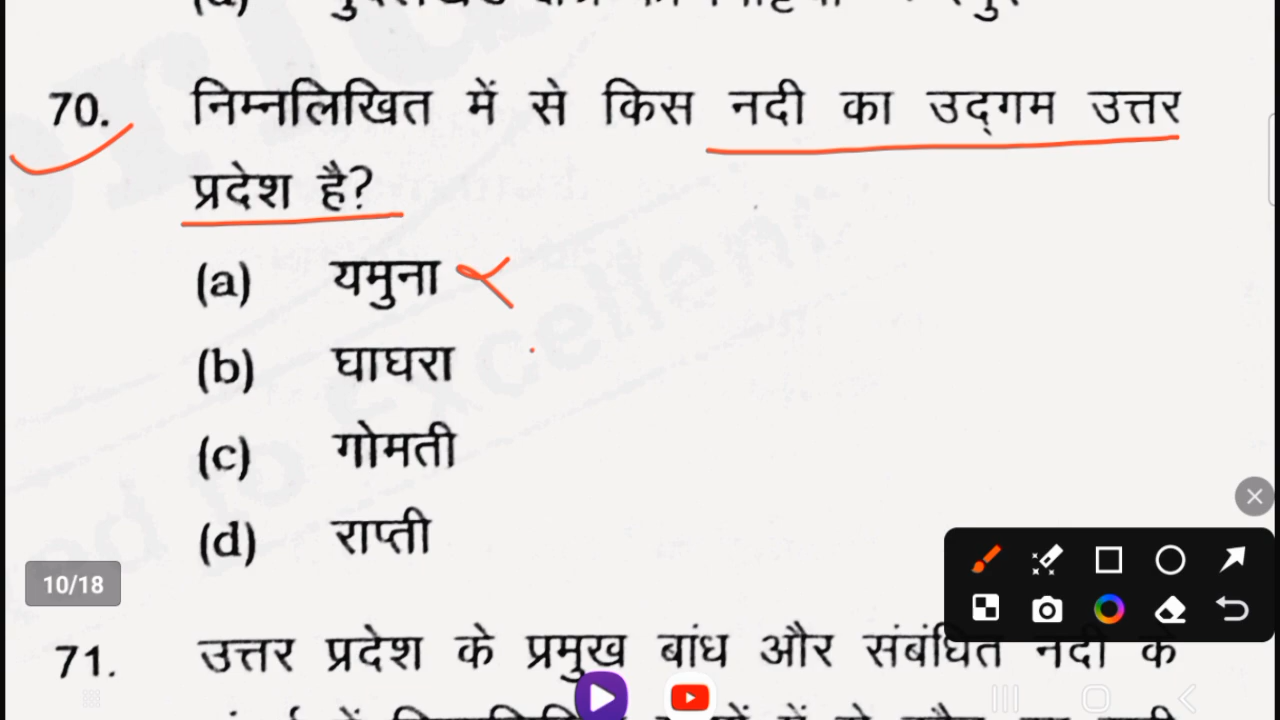 70. निम्नलिखित में से किस नदी का उद्‌गम उत्तर
प्रदेश है?
(a) यमुना
(b) घाघरा
(c) गोमती
(d) राप्ती
10/18
71. उत्तर प्रदेश के प्रमुख बांध और संबंधित नदी के